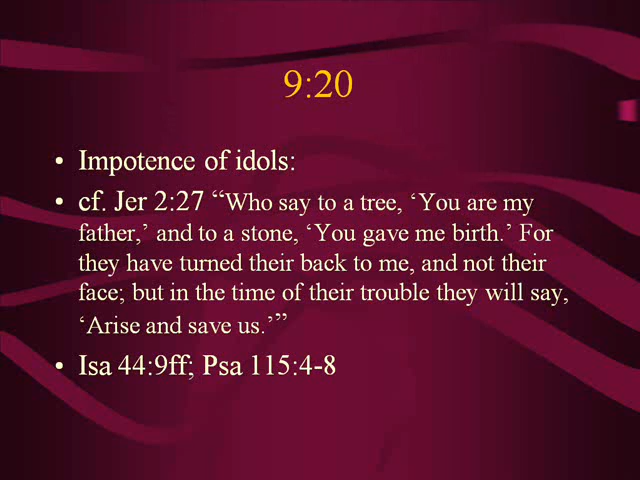 9:20
• Impotence of idols:
• cf. Jer 2:27 “Who say to a tree, ‘You are my
father,’ and to a stone, ‘You gave me birth.’ For
they have turned their back to me, and not their
face; but in the time of their trouble they will say,
‘Arise and save us.’”
• Isa 44:9ff; Psa 115:4-8